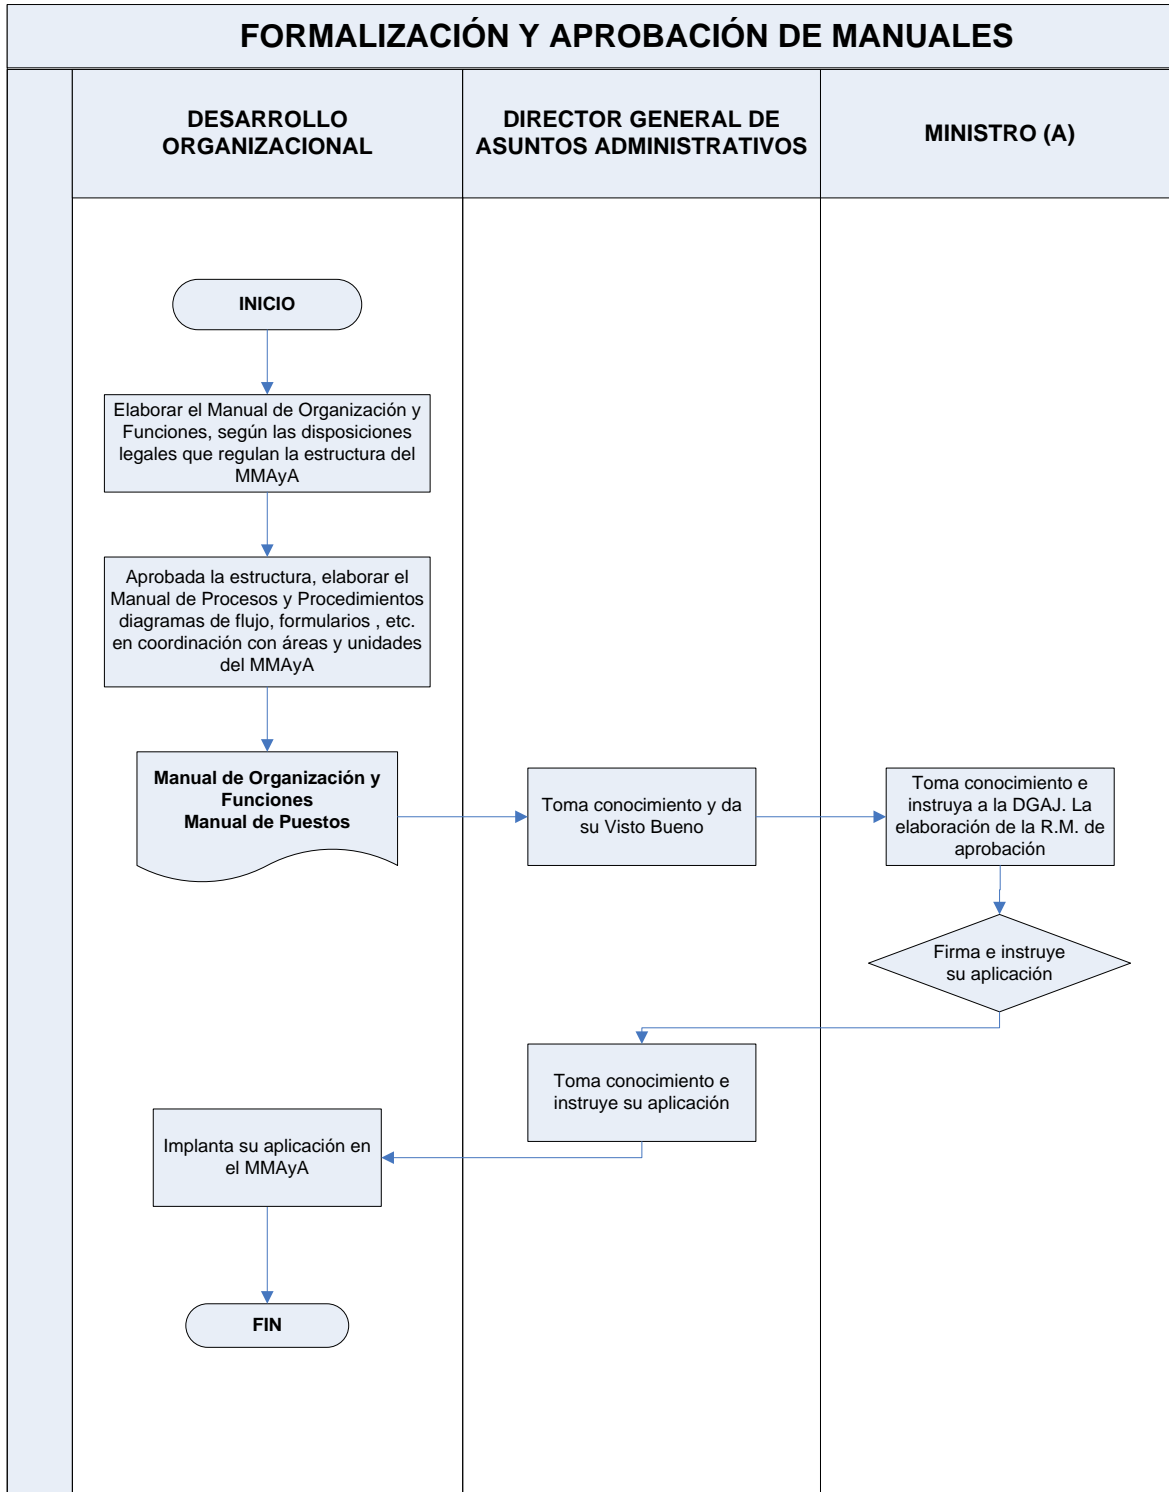 FORMALIZACIÓN Y APROBACIÓN DE MANUALES
DESARROLLO
ORGANIZACIONAL
DIRECTOR GENERAL DE
ASUNTOS ADMINISTRATIVOS
MINISTRO (A)
INICIO
Elaborar el Manual de Organización y
Funciones, según las disposiciones
legales que regulan la estructura del
MMAyA
Aprobada la estructura, elaborar el
Manual de Procesos y Procedimientos
diagramas de flujo, formularios , etc.
en coordinación con áreas y unidades
del MMAyA
Manual de Organización y
Funciones
Manual de Puestos
Toma conocimiento y da
su Visto Bueno
Toma conocimiento e
instruya a la DGAJ. La
elaboración de la R.M. de
aprobación
Firma e instruye
su aplicación
Toma conocimiento e
instruye su aplicación
Implanta su aplicación en
el MMAyA
FIN